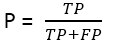 P = TP / TP+FP